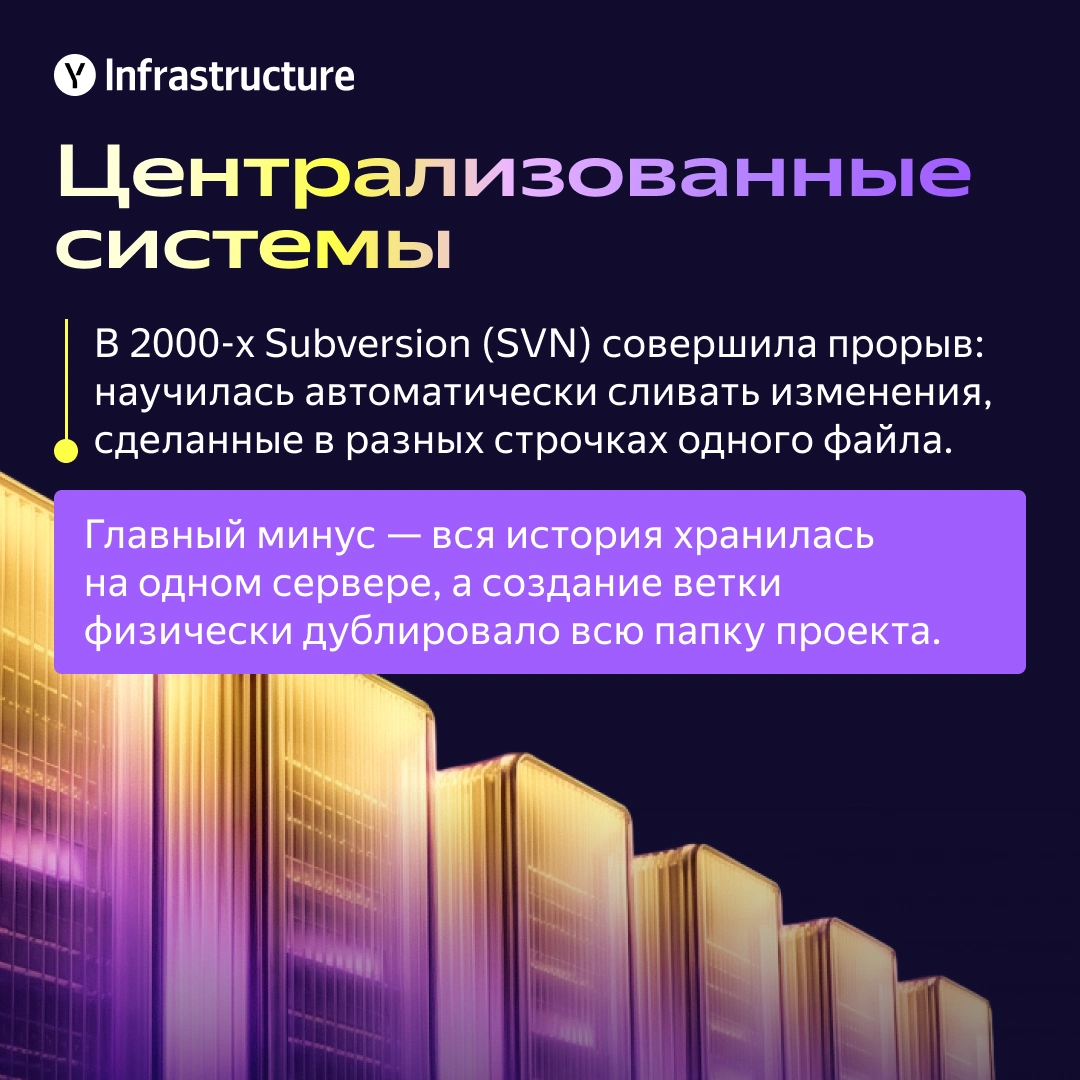 Y Infrastructure
Централизованные
системы
В 2000-х Subversion (SVN) совершила прорыв:
научилась автоматически сливать изменения,
сделанные в разных строчках одного файла.
Главный минус — вся история хранилась
на одном сервере, а создание ветки
физически дублировало всю папку проекта.